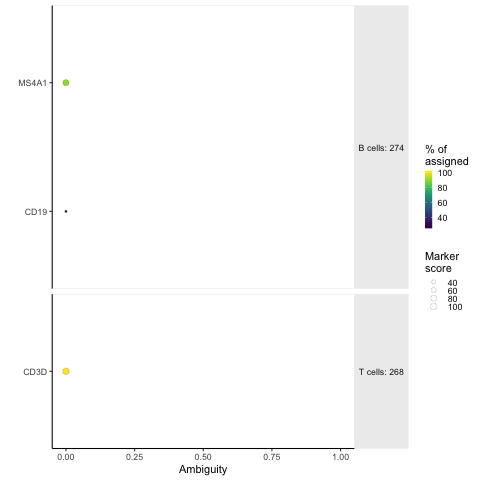 MS4A1
CD19
B cells: 274
CD3D
T cells: 268
0.00
0.25
0.50
0.75
1.00
Ambiguity
% of
assigned
100
80
60
40
Marker
score
40
60
80
100